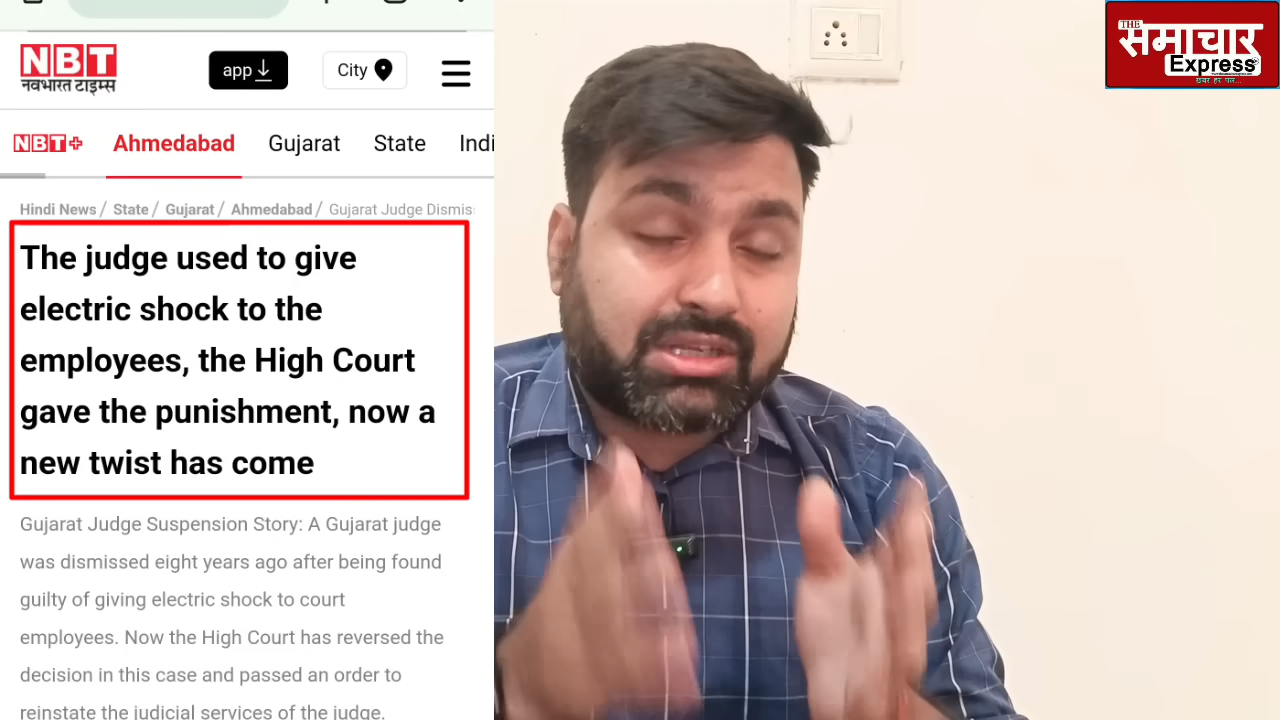 NBT
नवभारत टाइम्स
app
City
NBT+
Ahmedabad
Gujarat
State
Indi
Hindi News / State / Gujarat / Ahmedabad / Gujarat Judge Dismis
The judge used to give
electric shock to the
employees, the High Court
gave the punishment, now a
new twist has come
Gujarat Judge Suspension Story: A Gujarat judge
was dismissed eight years ago after being found
guilty of giving electric shock to court
employees. Now the High Court has reversed the
decision in this case and passed an order to
reinstate the judicial services of the judge.
THE
समाचार
Express